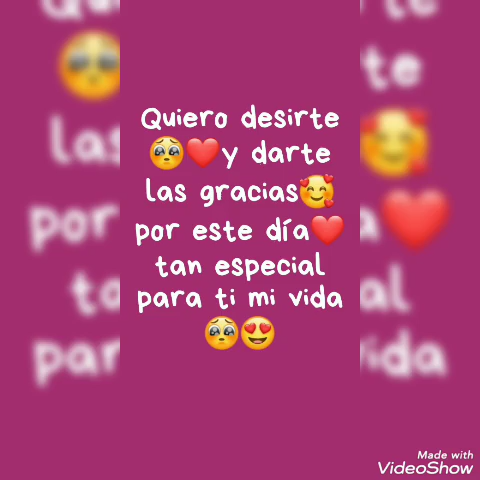 Quiero desirte
🥺❤️y darte
las gracias🥰
por este día❤️
tan especial
para ti mi vida
🥺😍
Made with
VideoShow